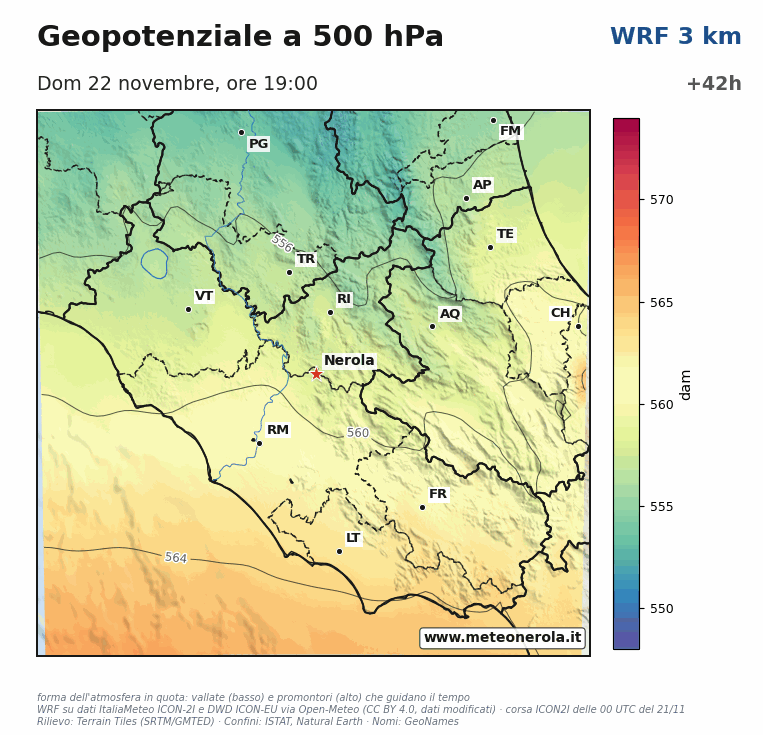 Geopotenziale a 500 hPa
WRF 3 km
Dom 22 novembre, ore 19:00
+42h
FM
PG
AP
TE
556
TR
VT
RI
AQ
CH
Nerola
RM
560
FR
LT
564
www.meteonerola.it
570
565
560
555
550
dam
forma dell'atmosfera in quota: vallate (basso) e promontori (alto) che guidano il tempo
WRF su dati ItaliaMeteo ICON-2I e DWD ICON-EU via Open-Meteo (CC BY 4.0, dati modificati) · corsa ICON2I delle 00 UTC del 21/11
Rilievo: Terrain Tiles (SRTM/GMTED) · Confini: ISTAT, Natural Earth · Nomi: GeoNames